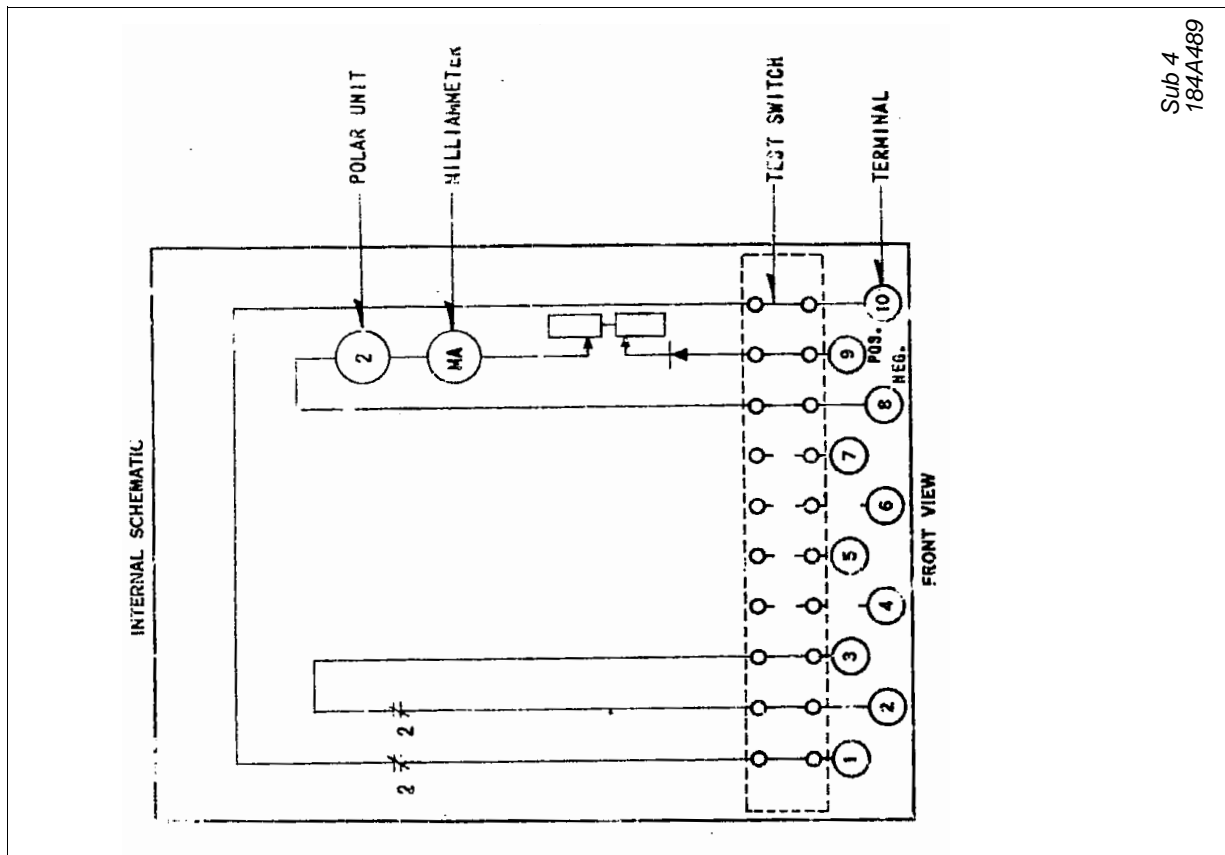 Sub 4
184A489
INTERNAL SCHEMATIC
POLAR UNIT
MILLIAMMETER
TEST SWITCH
TERMINAL
2
MA
2
2
1
2
3
4
5
6
7
8
9
10
NEG.
POS.
FRONT VIEW